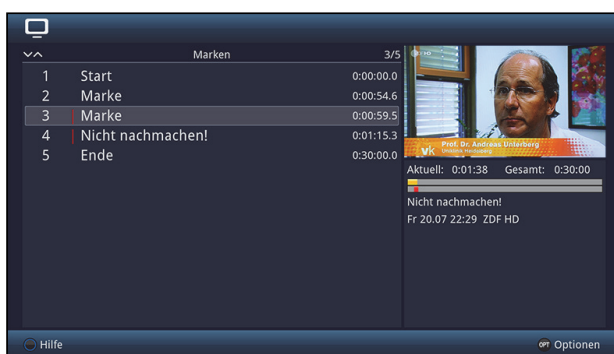 Marken 3/5
1 Start 0:00:00.0
2 Marke 0:00:54.6
3 Marke 0:00:59.5
4 Nicht nachmachen! 0:01:15.3
5 Ende 0:30:00.0
VK Prof. Dr. Andreas Unterberg
Aktuell: 0:01:38 Gesamt: 0:30:00
Nicht nachmachen!
Fr 20.07 22:29 ZDF HD
Hilfe
OPT Optionen